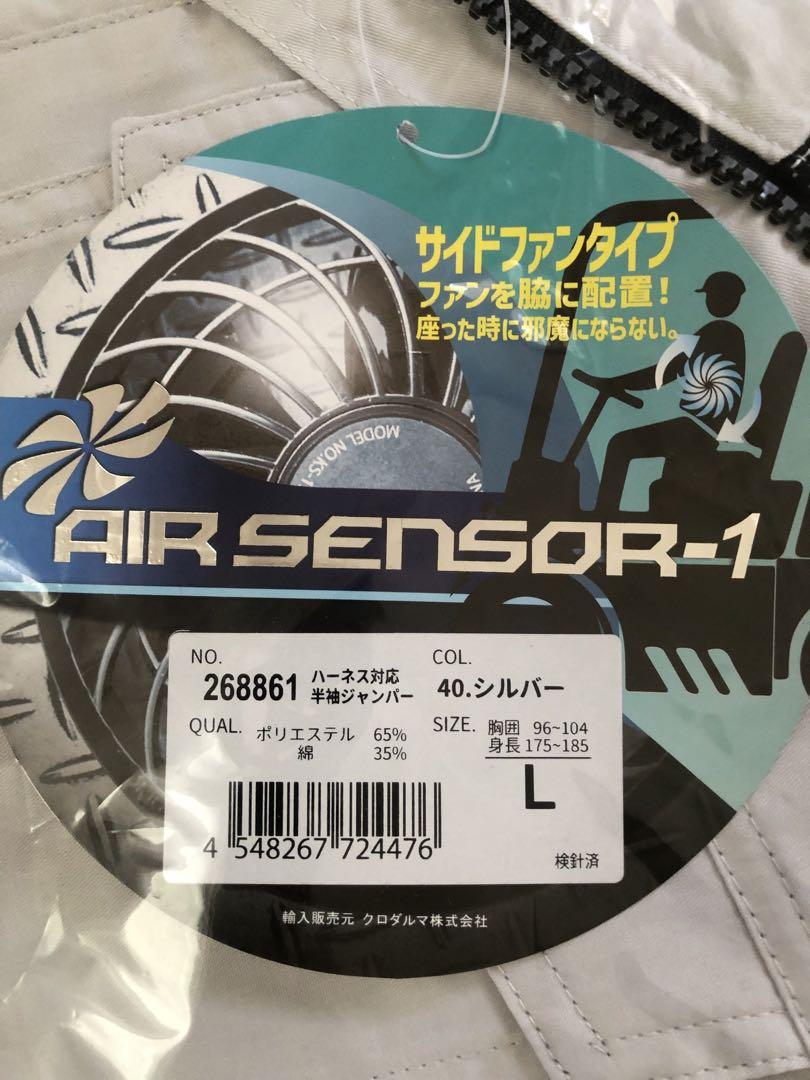 サイドファンタイプ
ファンを脇に配置！
座った時に邪魔にならない。
MODEL NO.KS-
AIR SENSOR-1
NO.
268861 ハーネス対応
半袖ジャンパー
COL.
40.シルバー
QUAL. ポリエステル 65%
綿 35%
SIZE. 胸囲 96~104
身長 175~185
L
4 548267 724476
検針済
輸入販売元 クロダルマ株式会社